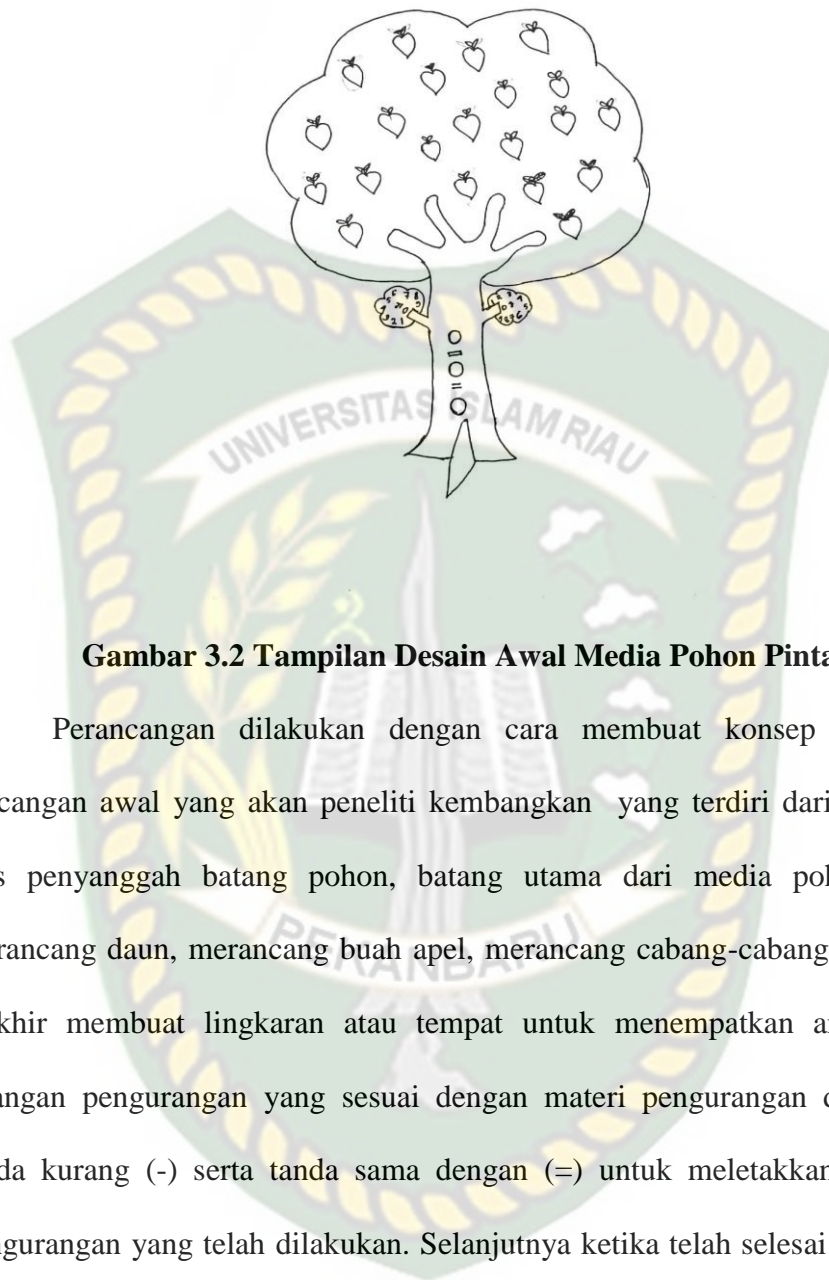 UNIVERSITAS ISLAM RIAU
Gambar 3.2 Tampilan Desain Awal Media Pohon Pinta
Perancangan dilakukan dengan cara membuat konsep
cangan awal yang akan peneliti kembangkan yang terdiri dari
s penyanggah batang pohon, batang utama dari media pol
rancang daun, merancang buah apel, merancang cabang-cabang
khir membuat lingkaran atau tempat untuk menempatkan a
angan pengurangan yang sesuai dengan materi pengurangan d
da kurang (-) serta tanda sama dengan (=) untuk meletakkan
PEKANBARU
ngurangan yang telah dilakukan. Selanjutnya ketika telah selesai